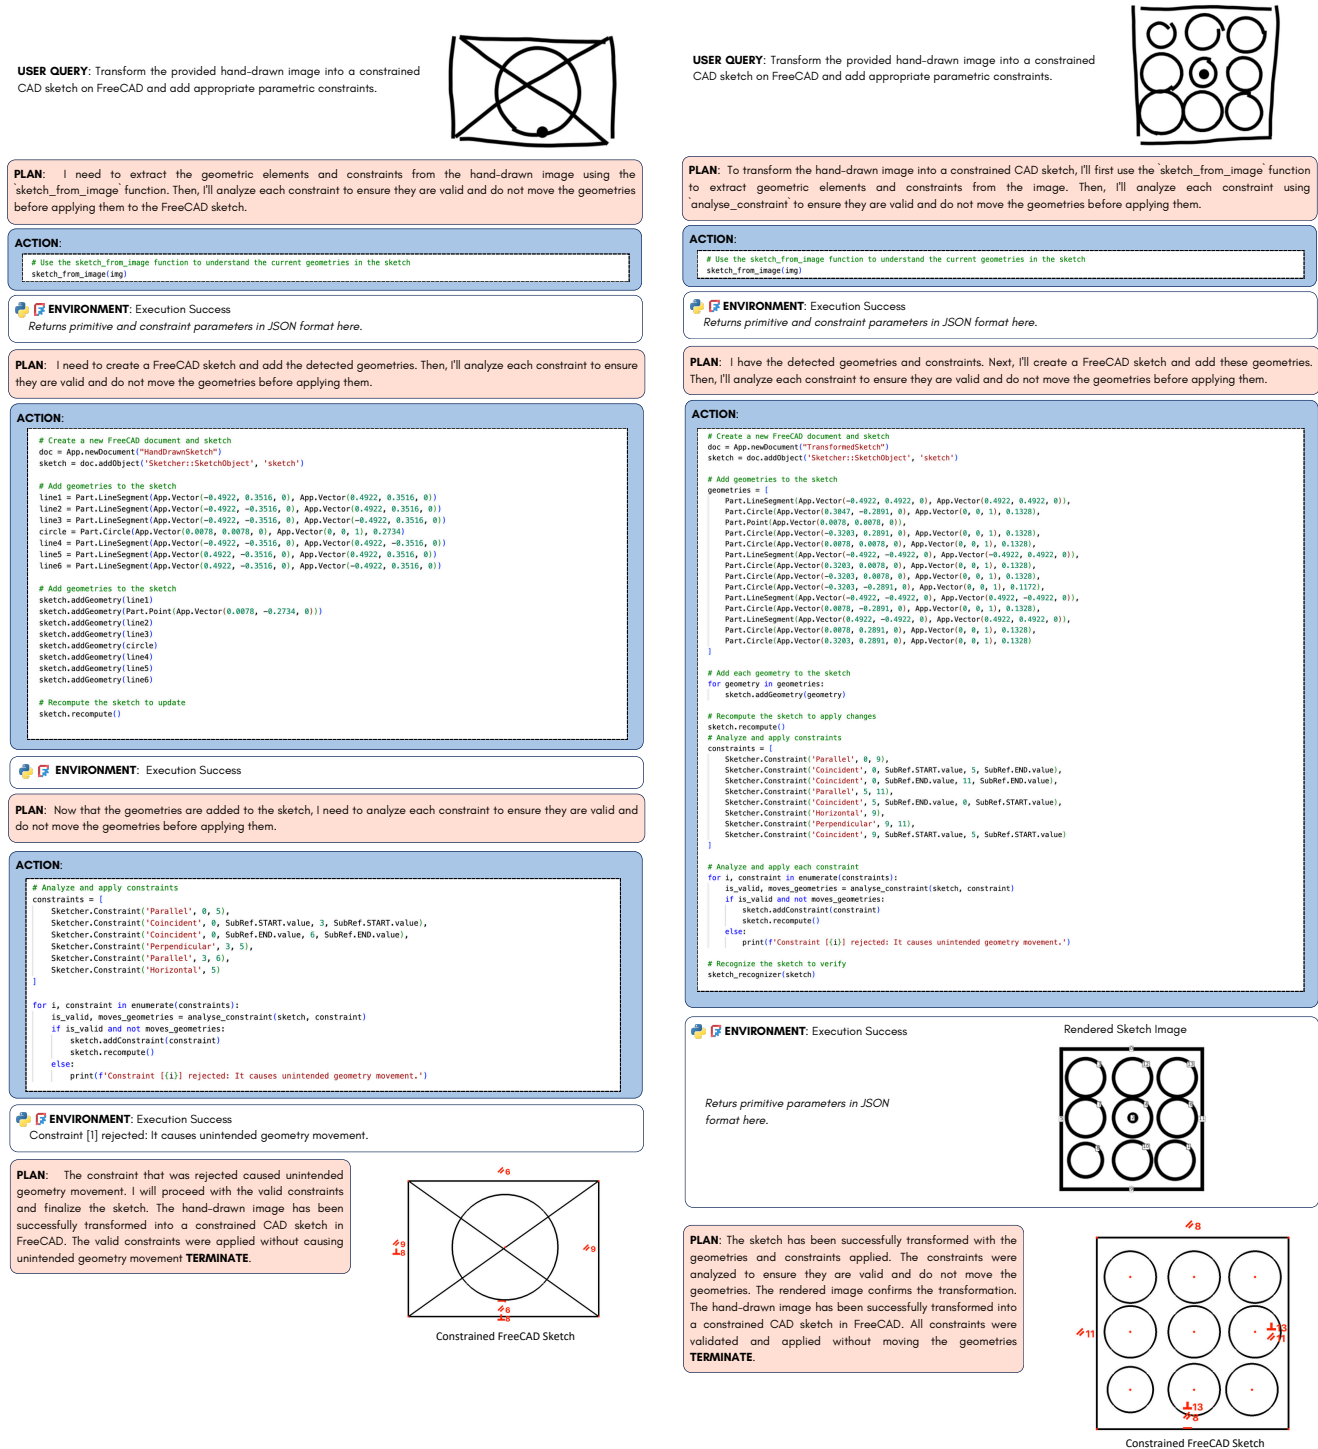 USER QUERY: Transform the provided hand-drawn image into a constrained
CAD sketch on FreeCAD and add appropriate parametric constraints.
PLAN: I need to extract the geometric elements and constraints from the hand-drawn image using the
`sketch_from_image` function. Then, I'll analyze each constraint to ensure they are valid and do not move the geometries
before applying them to the FreeCAD sketch.
ACTION:
# Use the sketch_from_image function to understand the current geometries in the sketch
sketch_from_image(img)
ENVIRONMENT: Execution Success
Returns primitive and constraint parameters in JSON format here.
PLAN: I need to create a FreeCAD sketch and add the detected geometries. Then, I'll analyze each constraint to ensure
they are valid and do not move the geometries before applying them.
ACTION:
# Create a new FreeCAD document and sketch
doc = App.newDocument("HandDrawnSketch")
sketch = doc.addObject('Sketcher::SketchObject', 'sketch')
# Add geometries to the sketch
line1 = Part.LineSegment(App.Vector(-0.4922, 0.3516, 0), App.Vector(0.4922, 0.3516, 0))
line2 = Part.LineSegment(App.Vector(-0.4922, -0.3516, 0), App.Vector(0.4922, 0.3516, 0))
line3 = Part.LineSegment(App.Vector(-0.4922, -0.3516, 0), App.Vector(-0.4922, 0.3516, 0))
circle = Part.Circle(App.Vector(0.0078, 0.0078, 0), App.Vector(0, 0, 1), 0.2734)
line4 = Part.LineSegment(App.Vector(-0.4922, -0.3516, 0), App.Vector(0.4922, -0.3516, 0))
line5 = Part.LineSegment(App.Vector(0.4922, -0.3516, 0), App.Vector(0.4922, 0.3516, 0))
line6 = Part.LineSegment(App.Vector(0.4922, -0.3516, 0), App.Vector(-0.4922, 0.3516, 0))
# Add geometries to the sketch
sketch.addGeometry(line1)
sketch.addGeometry(Part.Point(App.Vector(0.0078, -0.2734, 0)))
sketch.addGeometry(line2)
sketch.addGeometry(line3)
sketch.addGeometry(circle)
sketch.addGeometry(line4)
sketch.addGeometry(line5)
sketch.addGeometry(line6)
# Recompute the sketch to update
sketch.recompute()
ENVIRONMENT: Execution Success
PLAN: Now that the geometries are added to the sketch, I need to analyze each constraint to ensure they are valid and
do not move the geometries before applying them.
ACTION:
# Analyze and apply constraints
constraints = [
Sketcher.Constraint('Parallel', 0, 5),
Sketcher.Constraint('Coincident', 0, SubRef.START.value, 3, SubRef.START.value),
Sketcher.Constraint('Coincident', 0, SubRef.END.value, 6, SubRef.END.value),
Sketcher.Constraint('Perpendicular', 3, 5),
Sketcher.Constraint('Parallel', 3, 6),
Sketcher.Constraint('Horizontal', 5)
]
for i, constraint in enumerate(constraints):
is_valid, moves_geometries = analyse_constraint(sketch, constraint)
if is_valid and not moves_geometries:
sketch.addConstraint(constraint)
sketch.recompute()
else:
print(f'Constraint [{i}] rejected: It causes unintended geometry movement.')
ENVIRONMENT: Execution Success
Constraint [1] rejected: It causes unintended geometry movement.
PLAN: The constraint that was rejected caused unintended
geometry movement. I will proceed with the valid constraints
and finalize the sketch. The hand-drawn image has been
successfully transformed into a constrained CAD sketch in
FreeCAD. The valid constraints were applied without causing
unintended geometry movement TERMINATE.
6
9
8
9
6
8
Constrained FreeCAD Sketch
USER QUERY: Transform the provided hand-drawn image into a constrained
CAD sketch on FreeCAD and add appropriate parametric constraints.
PLAN: To transform the hand-drawn image into a constrained CAD sketch, I'll first use the `sketch_from_image` function
to extract geometric elements and constraints from the image. Then, I'll analyze each constraint using
`analyse_constraint` to ensure they are valid and do not move the geometries before applying them.
ACTION:
# Use the sketch_from_image function to understand the current geometries in the sketch
sketch_from_image(img)
ENVIRONMENT: Execution Success
Returns primitive and constraint parameters in JSON format here.
PLAN: I have the detected geometries and constraints. Next, I'll create a FreeCAD sketch and add these geometries.
Then, I'll analyze each constraint to ensure they are valid and do not move the geometries before applying them.
ACTION:
# Create a new FreeCAD document and sketch
doc = App.newDocument("TransformedSketch")
sketch = doc.addObject('Sketcher::SketchObject', 'sketch')
# Add geometries to the sketch
geometries = [
Part.LineSegment(App.Vector(-0.4922, 0.4922, 0), App.Vector(0.4922, 0.4922, 0)),
Part.Circle(App.Vector(0.3047, -0.2891, 0), App.Vector(0, 0, 1), 0.1328),
Part.Point(App.Vector(0.0078, 0.0078, 0)),
Part.Circle(App.Vector(-0.3203, 0.2891, 0), App.Vector(0, 0, 1), 0.1328),
Part.Circle(App.Vector(0.0078, 0.0078, 0), App.Vector(0, 0, 1), 0.1328),
Part.LineSegment(App.Vector(-0.4922, -0.4922, 0), App.Vector(-0.4922, 0.4922, 0)),
Part.Circle(App.Vector(0.3203, 0.0078, 0), App.Vector(0, 0, 1), 0.1328),
Part.Circle(App.Vector(-0.3203, 0.0078, 0), App.Vector(0, 0, 1), 0.1328),
Part.Circle(App.Vector(-0.3203, -0.2891, 0), App.Vector(0, 0, 1), 0.1172),
Part.LineSegment(App.Vector(-0.4922, -0.4922, 0), App.Vector(0.4922, -0.4922, 0)),
Part.Circle(App.Vector(0.0078, -0.2891, 0), App.Vector(0, 0, 1), 0.1328),
Part.LineSegment(App.Vector(0.4922, -0.4922, 0), App.Vector(0.4922, 0.4922, 0)),
Part.Circle(App.Vector(0.0078, 0.2891, 0), App.Vector(0, 0, 1), 0.1328),
Part.Circle(App.Vector(0.3203, 0.2891, 0), App.Vector(0, 0, 1), 0.1328)
]
# Add each geometry to the sketch
for geometry in geometries:
sketch.addGeometry(geometry)
# Recompute the sketch to apply changes
sketch.recompute()
# Analyze and apply constraints
constraints = [
Sketcher.Constraint('Parallel', 0, 9),
Sketcher.Constraint('Coincident', 0, SubRef.START.value, 5, SubRef.END.value),
Sketcher.Constraint('Coincident', 0, SubRef.END.value, 11, SubRef.END.value),
Sketcher.Constraint('Parallel', 5, 11),
Sketcher.Constraint('Coincident', 5, SubRef.END.value, 0, SubRef.START.value),
Sketcher.Constraint('Horizontal', 9),
Sketcher.Constraint('Perpendicular', 9, 11),
Sketcher.Constraint('Coincident', 9, SubRef.START.value, 5, SubRef.START.value)
]
# Analyze and apply each constraint
for i, constraint in enumerate(constraints):
is_valid, moves_geometries = analyse_constraint(sketch, constraint)
if is_valid and not moves_geometries:
sketch.addConstraint(constraint)
sketch.recompute()
else:
print(f'Constraint [{i}] rejected: It causes unintended geometry movement.')
# Recognize the sketch to verify
sketch_recognizer(sketch)
ENVIRONMENT: Execution Success
Rendered Sketch Image
Returs primitive parameters in JSON
format here.
PLAN: The sketch has been successfully transformed with the
geometries and constraints applied. The constraints were
analyzed to ensure they are valid and do not move the
geometries. The rendered image confirms the transformation.
The hand-drawn image has been successfully transformed into
a constrained CAD sketch in FreeCAD. All constraints were
validated and applied without moving the geometries
TERMINATE.
8
11
13
11
13
8
Constrained FreeCAD Sketch